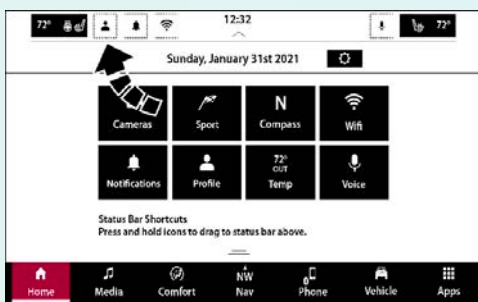 72° 12:32 72°
Sunday, January 31st 2021
Cameras Sport N Compass Wifi
Notifications Profile 72° OUT Temp Voice
Status Bar Shortcuts
Press and hold icons to drag to status bar above.
Home Media Comfort NW Nav Phone Vehicle Apps